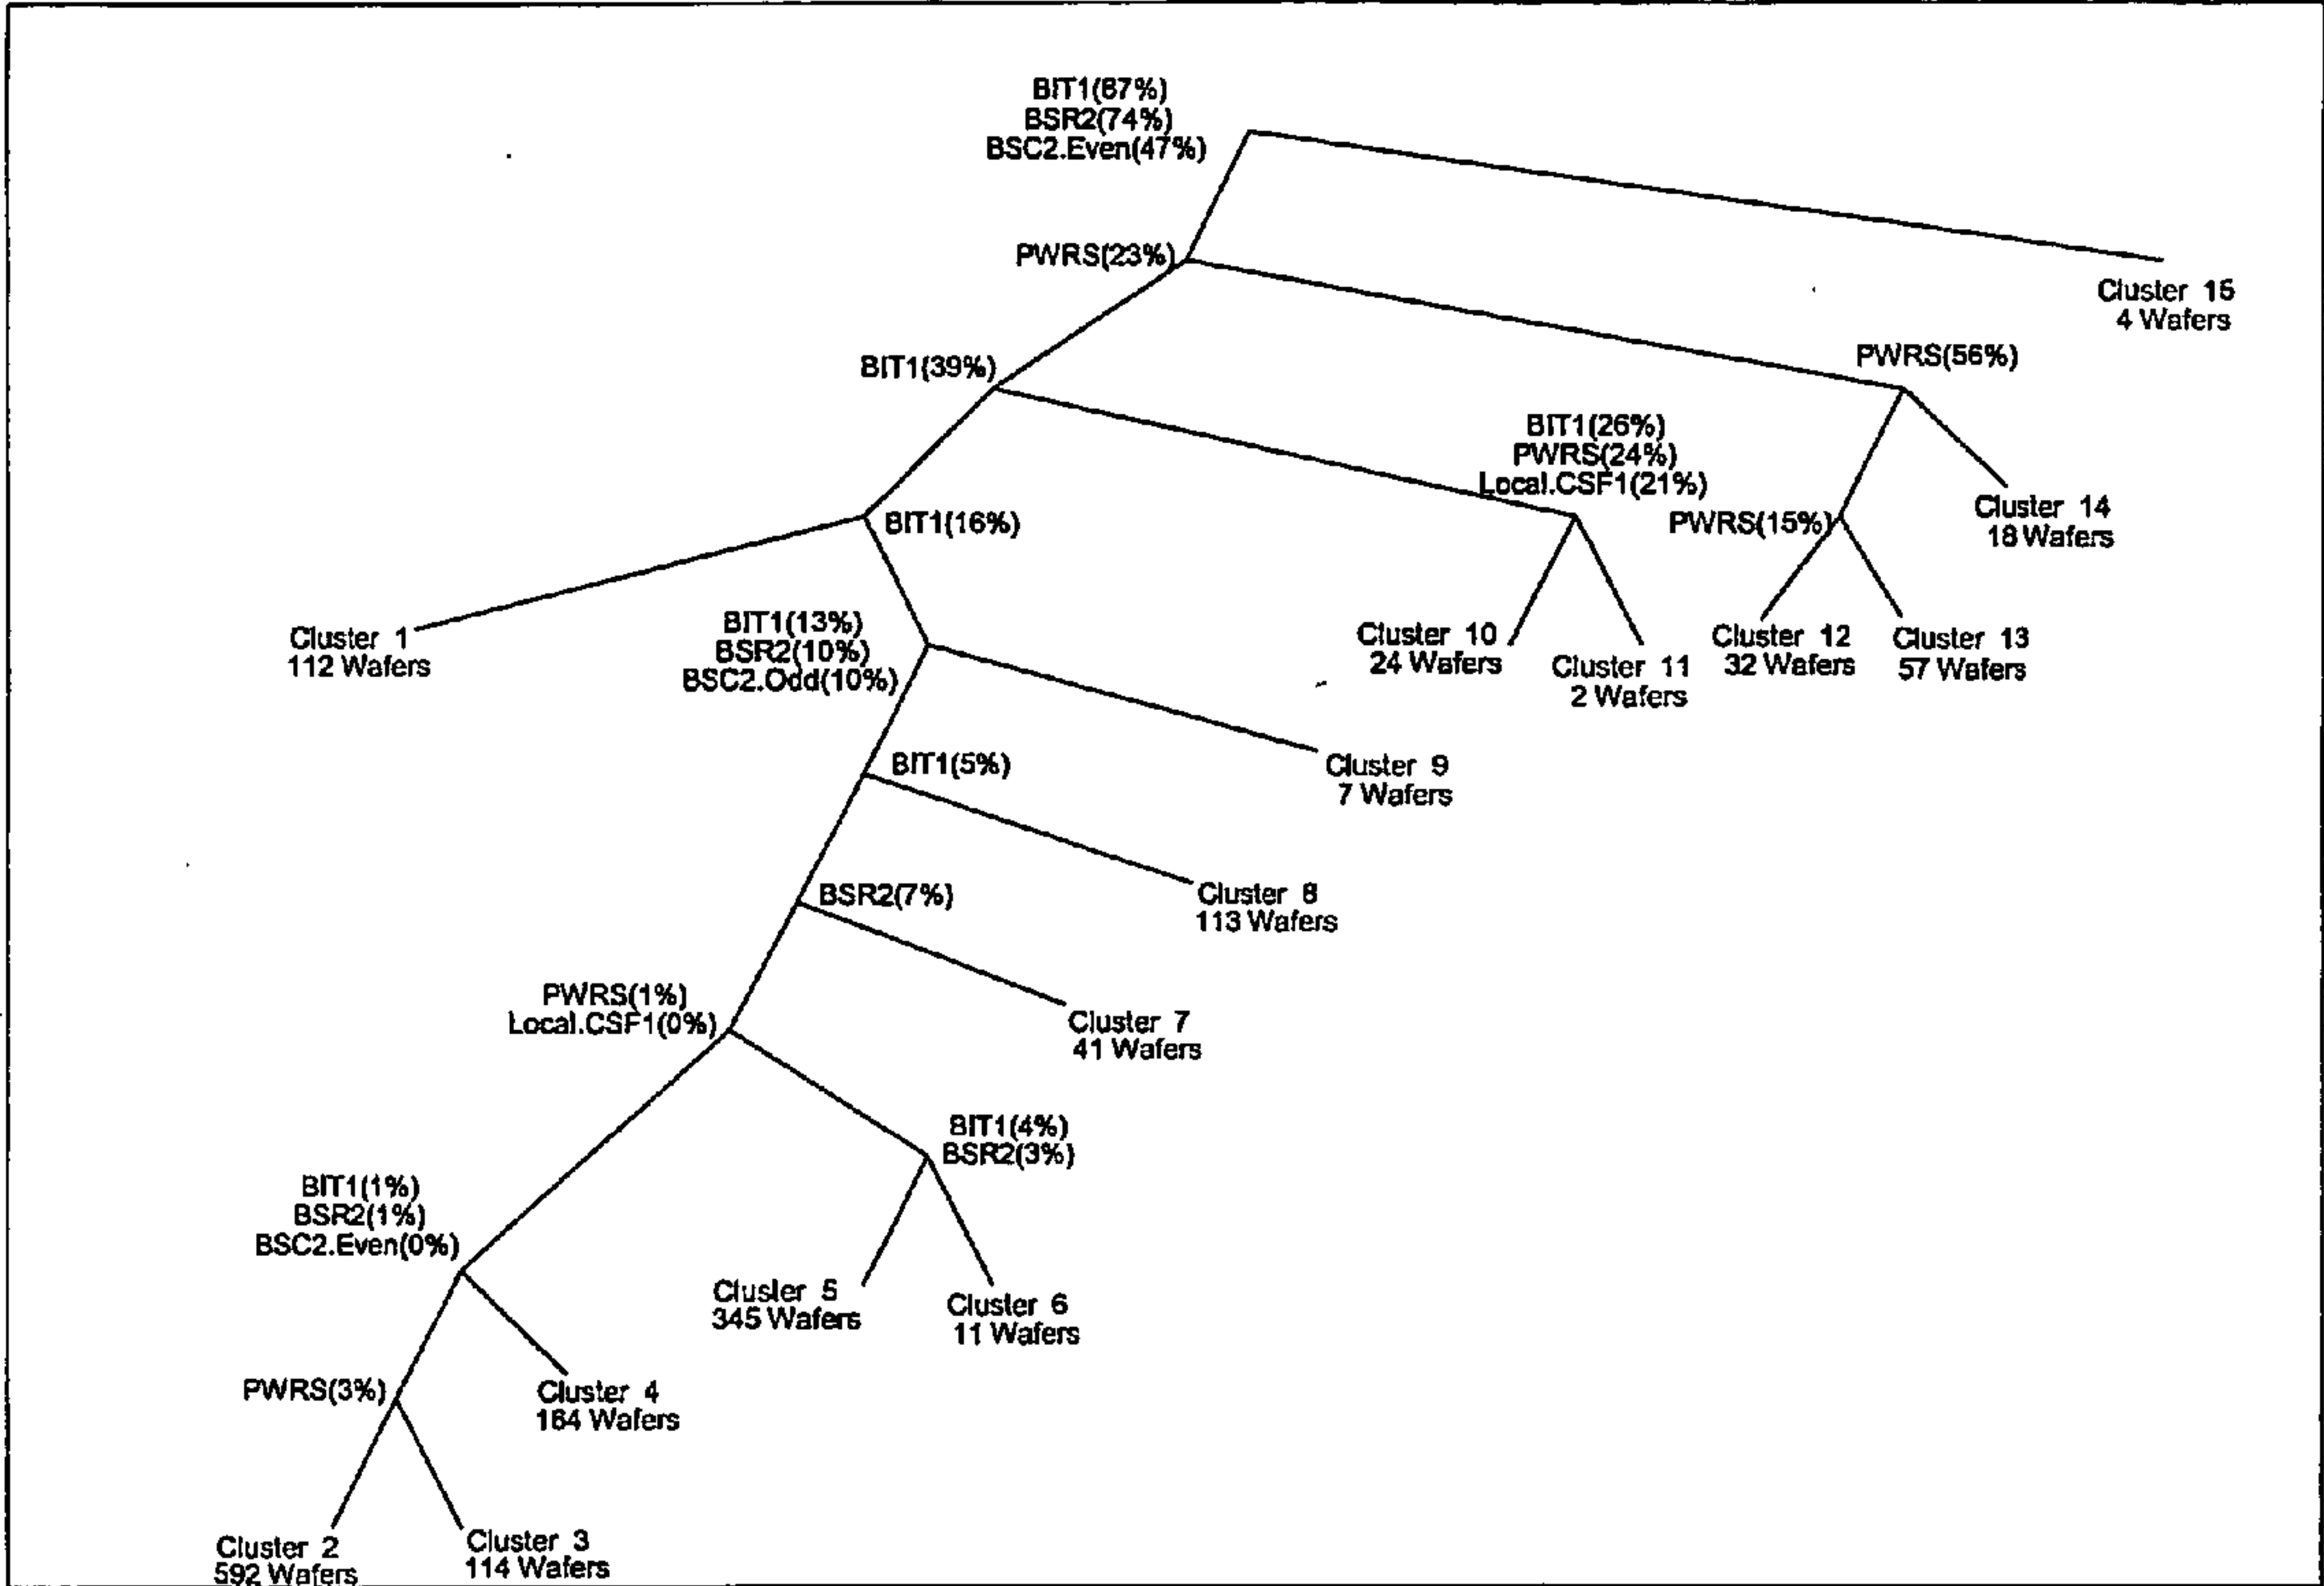 BIT1(67%)
BSR2(74%)
BSC2.Even(47%)
PWRS(23%)
Cluster 15
4 Wafers
BIT1(39%)
PWRS(56%)
BIT1(26%)
PWRS(24%)
Local.CSF1(21%)
Cluster 14
18 Wafers
BIT1(16%)
PWRS(15%)
Cluster 1
112 Wafers
BIT1(13%)
BSR2(10%)
BSC2.Odd(10%)
Cluster 10
24 Wafers
Cluster 11
2 Wafers
Cluster 12
32 Wafers
Cluster 13
57 Wafers
BIT1(5%)
Cluster 9
7 Wafers
BSR2(7%)
Cluster 8
113 Wafers
PWRS(1%)
Local.CSF1(0%)
Cluster 7
41 Wafers
BIT1(4%)
BSR2(3%)
BIT1(1%)
BSR2(1%)
BSC2.Even(0%)
Cluster 5
345 Wafers
Cluster 6
11 Wafers
PWRS(3%)
Cluster 4
164 Wafers
Cluster 2
592 Wafers
Cluster 3
114 Wafers